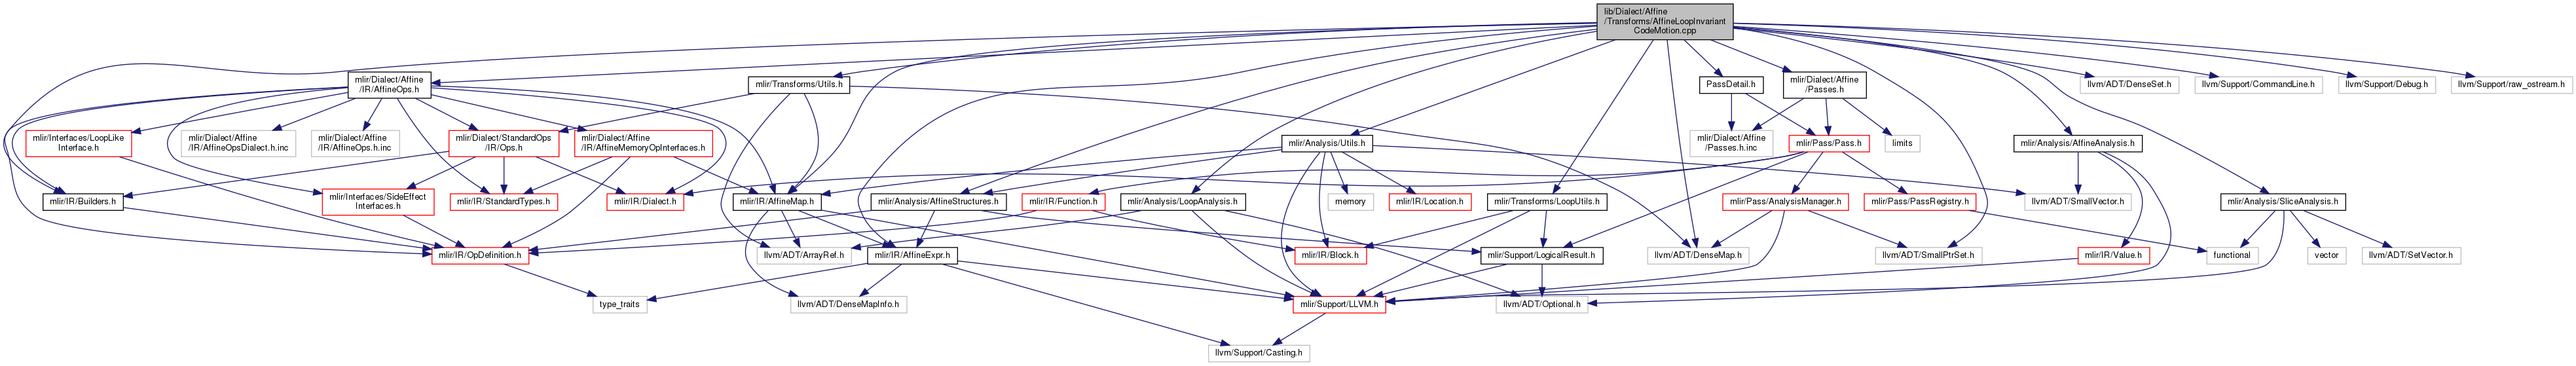 lib/Dialect/Affine
/Transforms/AffineLoopInvariant
CodeMotion.cpp
mlir/Dialect/Affine
/IR/AffineOps.h
mlir/Transforms/Utils.h
PassDetail.h
mlir/Dialect/Affine
/Passes.h
llvm/ADT/DenseSet.h
llvm/Support/CommandLine.h
llvm/Support/Debug.h
llvm/Support/raw_ostream.h
mlir/Interfaces/LoopLike
Interface.h
mlir/Dialect/Affine
/IR/AffineOpsDialect.h.inc
mlir/Dialect/Affine
/IR/AffineOps.h.inc
mlir/Dialect/StandardOps
/IR/Ops.h
mlir/Dialect/Affine
/IR/AffineMemoryOpInterfaces.h
mlir/Analysis/Utils.h
mlir/Dialect/Affine
/Passes.h.inc
mlir/Pass/Pass.h
limits
mlir/Analysis/AffineAnalysis.h
mlir/IR/Builders.h
mlir/Interfaces/SideEffect
Interfaces.h
mlir/IR/StandardTypes.h
mlir/IR/Dialect.h
mlir/IR/AffineMap.h
mlir/Analysis/AffineStructures.h
mlir/IR/Function.h
mlir/Analysis/LoopAnalysis.h
memory
mlir/IR/Location.h
mlir/Transforms/LoopUtils.h
mlir/Pass/AnalysisManager.h
mlir/Pass/PassRegistry.h
llvm/ADT/SmallVector.h
mlir/Analysis/SliceAnalysis.h
mlir/IR/OpDefinition.h
llvm/ADT/ArrayRef.h
mlir/IR/AffineExpr.h
mlir/IR/Block.h
mlir/Support/LogicalResult.h
llvm/ADT/DenseMap.h
llvm/ADT/SmallPtrSet.h
mlir/IR/Value.h
functional
vector
llvm/ADT/SetVector.h
type_traits
llvm/ADT/DenseMapInfo.h
mlir/Support/LLVM.h
llvm/ADT/Optional.h
llvm/Support/Casting.h